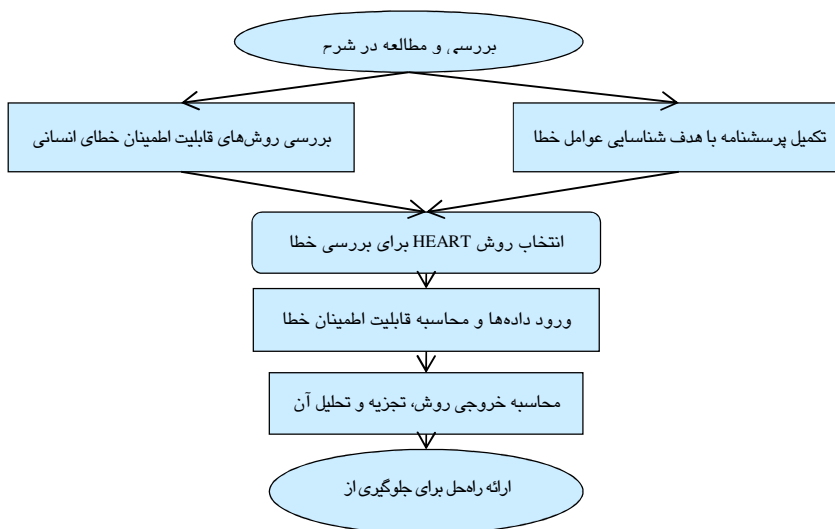 بررسی و مطالعه در شرح
تکمیل پرسشنامه با هدف شناسایی عوامل خطا
بررسی روش‌های قابلیت اطمینان خطای انسانی
انتخاب روش HEART برای بررسی خطا
ورود داده‌ها و محاسبه قابلیت اطمینان خطا
محاسبه خروجی روش، تجزیه و تحلیل آن
ارائه راه‌حل برای جلوگیری از